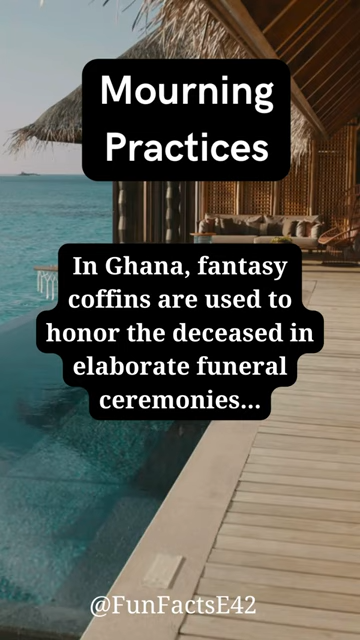 Mourning
Practices
In Ghana, fantasy
coffins are used to
honor the deceased in
elaborate funeral
ceremonies...
@FunFactsE42